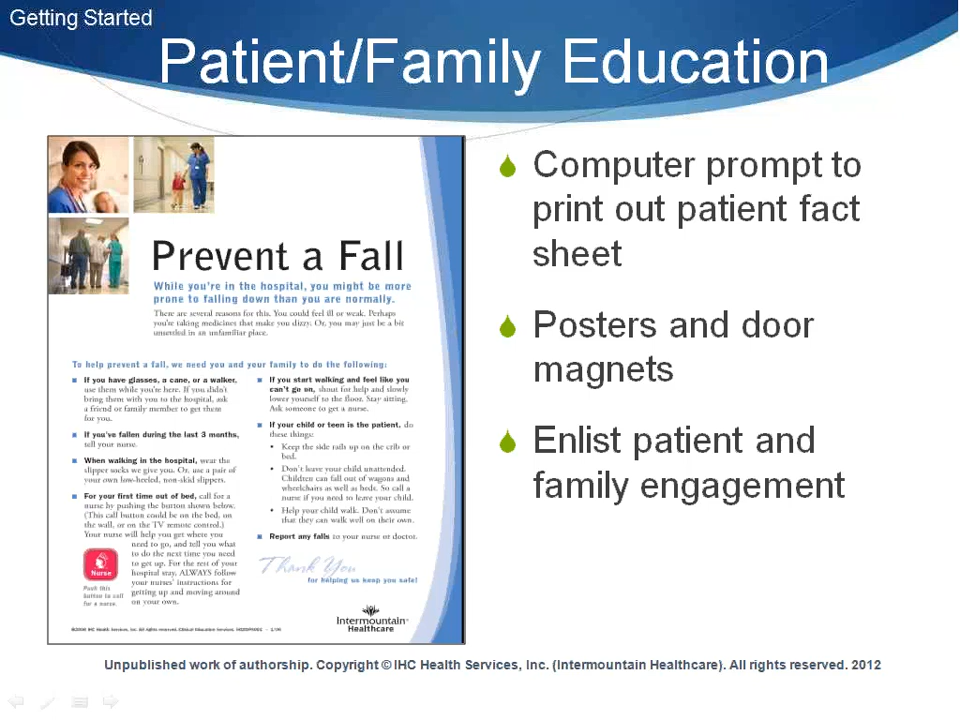 Getting Started
Patient/Family Education
Prevent a Fall
While you're in the hospital, you might be more
prone to falling down than you are normally.
There are several reasons for this. You could feel ill or weak. Perhaps
you're taking medicines that make you dizzy. Or, you may just be a bit
unsettled in an unfamiliar place.
To help prevent a fall, we need you and your family to do the following:
If you have glasses, a cane, or a walker,
use them while you're here. If you didn't
bring them with you to the hospital, ask
a friend or family member to get them
for you.
If you've fallen during the last 3 months,
tell your nurse.
When walking in the hospital, wear the
slipper socks we give you. Or, use a pair of
your own low-heeled, non-skid slippers.
For your first time out of bed, call for a
nurse by pushing the button shown below.
(This call button could be on the bed, on
the wall, or on the TV remote control.)
Your nurse will help you get where you
need to go, and tell you what
to do the next time you need
to get up. For the rest of your
hospital stay, ALWAYS follow
your nurses' instructions for
getting up and moving around
on your own.
Nurse
Push this
button to call
for a nurse.
If you start walking and feel like you
can't go on, shout for help and slowly
lower yourself to the floor. Stay sitting.
Ask someone to get a nurse.
If your child or teen is the patient, do
these things:
• Keep the side rails up on the crib or
bed.
• Don't leave your child unattended.
Children can fall out of wagons and
wheelchairs as well as beds. So call a
nurse if you need to leave your child.
• Help your child walk. Don't assume
that they can walk well on their own.
Report any falls to your nurse or doctor.
Thank You
for helping us keep you safe!
Intermountain
Healthcare
IHC Health Services, Inc. All rights reserved. Clinical Education Services
Computer prompt to
print out patient fact
sheet
Posters and door
magnets
Enlist patient and
family engagement
Unpublished work of authorship. Copyright © IHC Health Services, Inc. (Intermountain Healthcare). All rights reserved. 2012